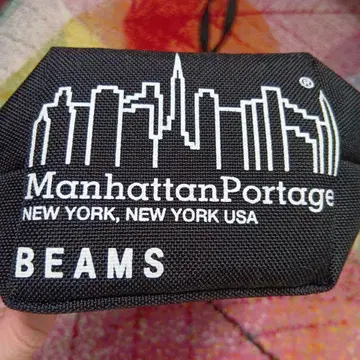 ®
ManhattanPortage
NEW YORK, NEW YORK USA
BEAMS